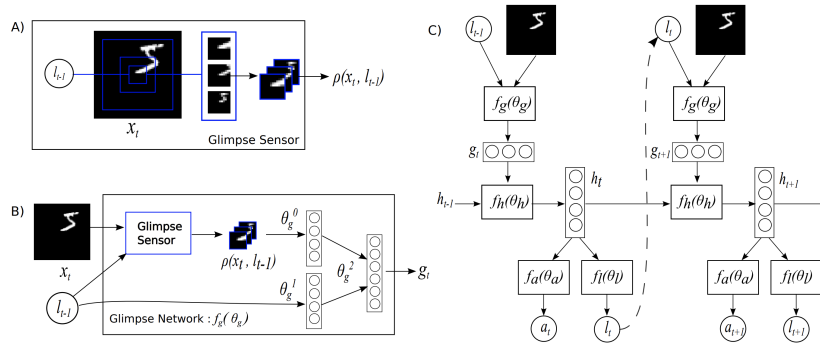 A)
l_{t-1}
x_t
ρ(x_t, l_{t-1})
Glimpse Sensor
B)
x_t
l_{t-1}
Glimpse
Sensor
ρ(x_t, l_{t-1})
θ_g^0
θ_g^1
θ_g^2
g_t
Glimpse Network : f_g(θ_g)
C)
l_{t-1}
l_t
f_g(θ_g)
f_g(θ_g)
g_t
g_{t+1}
h_{t-1}
f_h(θ_h)
h_t
f_h(θ_h)
h_{t+1}
f_a(θ_a)
f_l(θ_l)
f_a(θ_a)
f_l(θ_l)
a_t
l_t
a_{t+1}
l_{t+1}